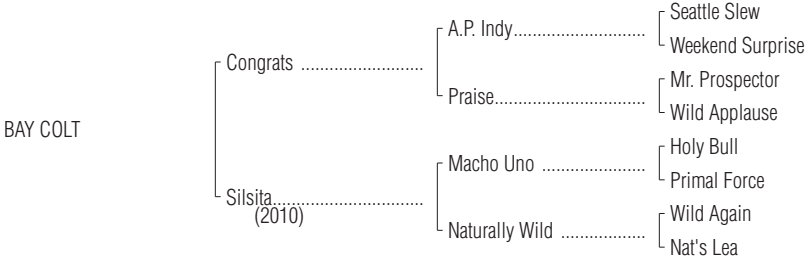 Seattle Slew
A.P. Indy..............................
Weekend Surprise
Congrats ...........................
Mr. Prospector
Praise..................................
Wild Applause
BAY COLT
Holy Bull
Macho Uno .......................
Primal Force
Silsita..................................
(2010)
Wild Again
Naturally Wild ...................
Nat's Lea